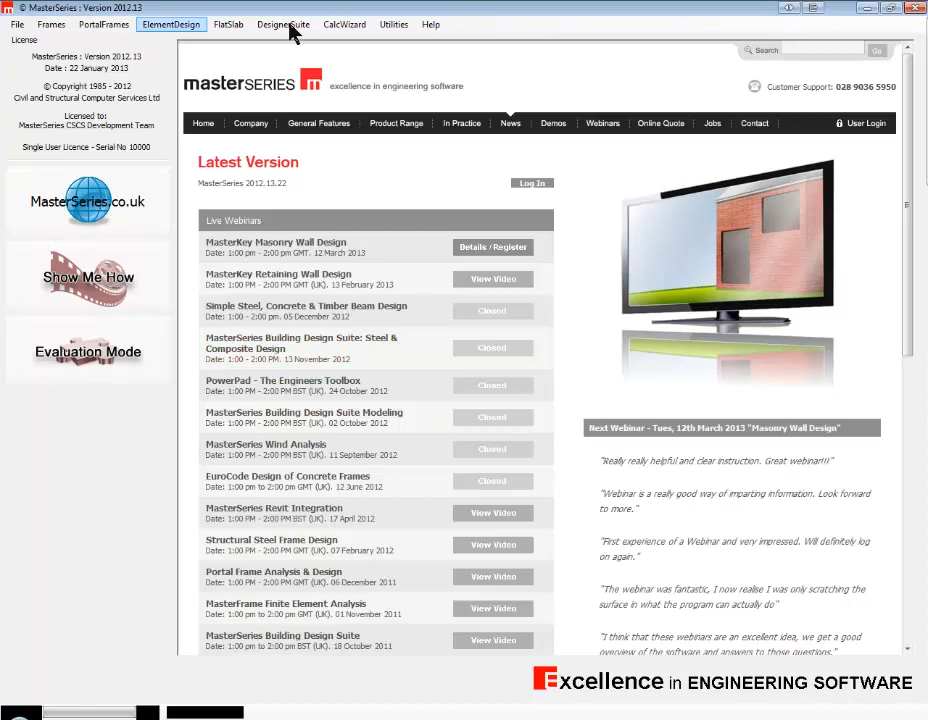 © MasterSeries : Version 2012.13
File Frames PortalFrames ElementDesign FlatSlab DesignerSuite CalcWizard Utilities Help
License
MasterSeries : Version 2012.13
Date : 22 January 2013
© Copyright 1985 - 2012
Civil and Structural Computer Services Ltd
Licensed to:
MasterSeries CSCS Development Team
Single User Licence - Serial No 10000
MasterSeries.co.uk
Show Me How
Evaluation Mode
Search Go
masterSERIES m excellence in engineering software
Customer Support: 028 9036 5950
Home Company General Features Product Range In Practice News Demos Webinars Online Quote Jobs Contact User Login
Latest Version
MasterSeries 2012.13.22 Log In
Live Webinars
MasterKey Masonry Wall Design
Date: 1:00 pm - 2:00 pm GMT. 12 March 2013
Details / Register
MasterKey Retaining Wall Design
Date: 1:00 PM - 2:00 PM GMT (UK). 13 February 2013
View Video
Simple Steel, Concrete & Timber Beam Design
Date: 1:00 - 2:00 pm. 05 December 2012
Closed
MasterSeries Building Design Suite: Steel &
Composite Design
Date: 1:00 - 2:00 PM. 13 November 2012
Closed
PowerPad - The Engineers Toolbox
Date: 1:00 PM - 2:00 PM BST (UK). 24 October 2012
Closed
MasterSeries Building Design Suite Modeling
Date: 1:00 PM - 2:00 PM BST (UK). 02 October 2012
Closed
MasterSeries Wind Analysis
Date: 1:00 PM - 2:00 PM BST (UK). 11 September 2012
Closed
EuroCode Design of Concrete Frames
Date: 1:00 pm to 2:00 pm GMT (UK). 12 June 2012
Closed
MasterSeries Revit Integration
Date: 1:00 PM - 2:00 PM BST (UK). 17 April 2012
View Video
Structural Steel Frame Design
Date: 1:00 PM - 2:00 PM GMT (UK). 07 February 2012
View Video
Portal Frame Analysis & Design
Date: 1:00 PM - 2:00 PM GMT (UK). 06 December 2011
View Video
MasterFrame Finite Element Analysis
Date: 1:00 pm to 2:00 pm GMT (UK). 01 November 2011
View Video
MasterSeries Building Design Suite
Date: 1:00 PM - 2:00 PM BST (UK). 18 October 2011
View Video
Next Webinar - Tues, 12th March 2013 "Masonry Wall Design"
"Really really helpful and clear instruction. Great webinar!!!"
"Webinar is a really good way of imparting information. Look forward
to more."
"First experience of a Webinar and very impressed. Will definitely log
on again."
"The webinar was fantastic, I now realise I was only scratching the
surface in what the program can actually do"
"I think that these webinars are an excellent idea, we get a good
overview of the software and answers to those questions."
Excellence in ENGINEERING SOFTWARE